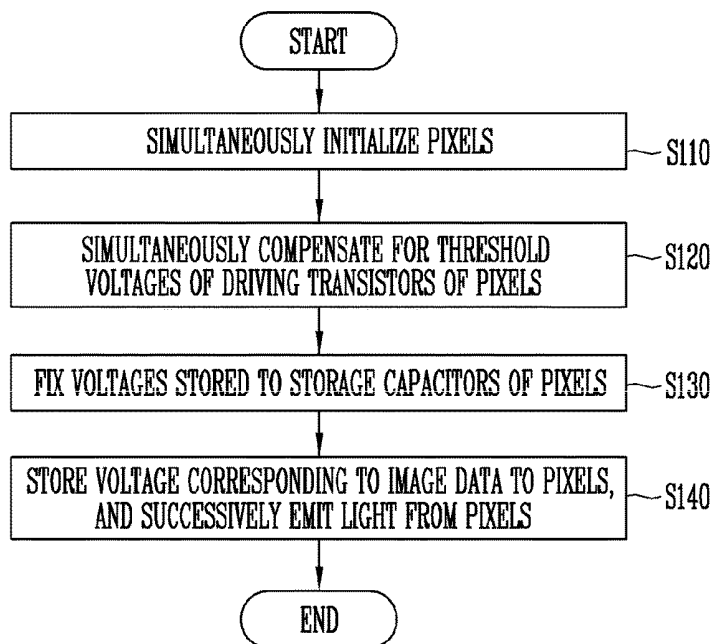 START
SIMULTANEOUSLY INITIALIZE PIXELS
S110
SIMULTANEOUSLY COMPENSATE FOR THRESHOLD
VOLTAGES OF DRIVING TRANSISTORS OF PIXELS
S120
FIX VOLTAGES STORED TO STORAGE CAPACITORS OF PIXELS
S130
STORE VOLTAGE CORRESPONDING TO IMAGE DATA TO PIXELS,
AND SUCCESSIVELY EMIT LIGHT FROM PIXELS
S140
END